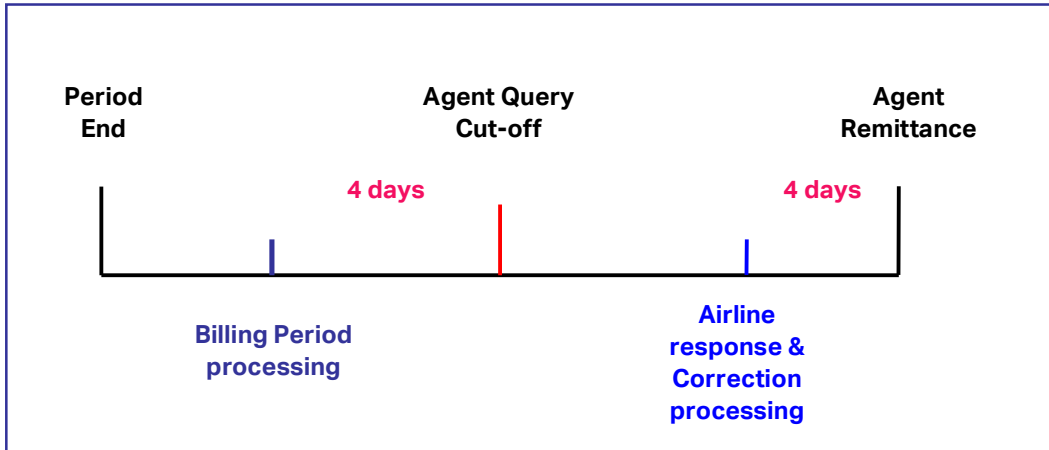 Period
End
Agent Query
Cut-off
Agent
Remittance
4 days
4 days
Billing Period
processing
Airline
response &
Correction
processing